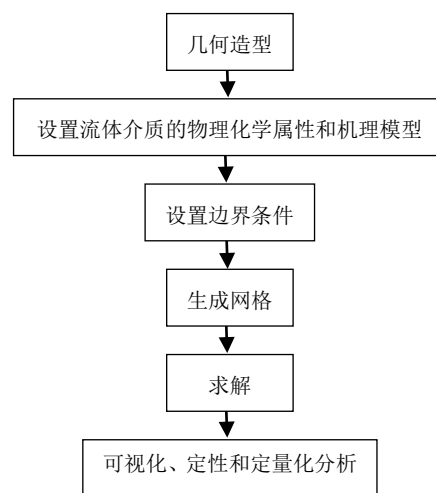 几何造型
设置流体介质的物理化学属性和机理模型
设置边界条件
生成网格
求解
可视化、定性和定量化分析